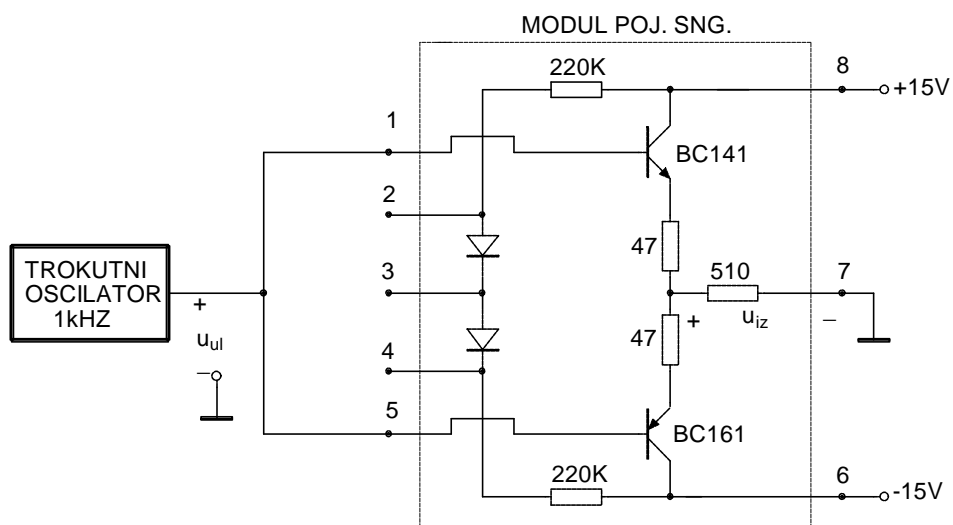 MODUL POJ. SNG.
220K
8
+15V
1
BC141
2
47
TROKUTNI
OSCILATOR
1kHZ
3
510
7
+
u_ul
−
+
u_iz
−
47
4
5
BC161
220K
6
-15V